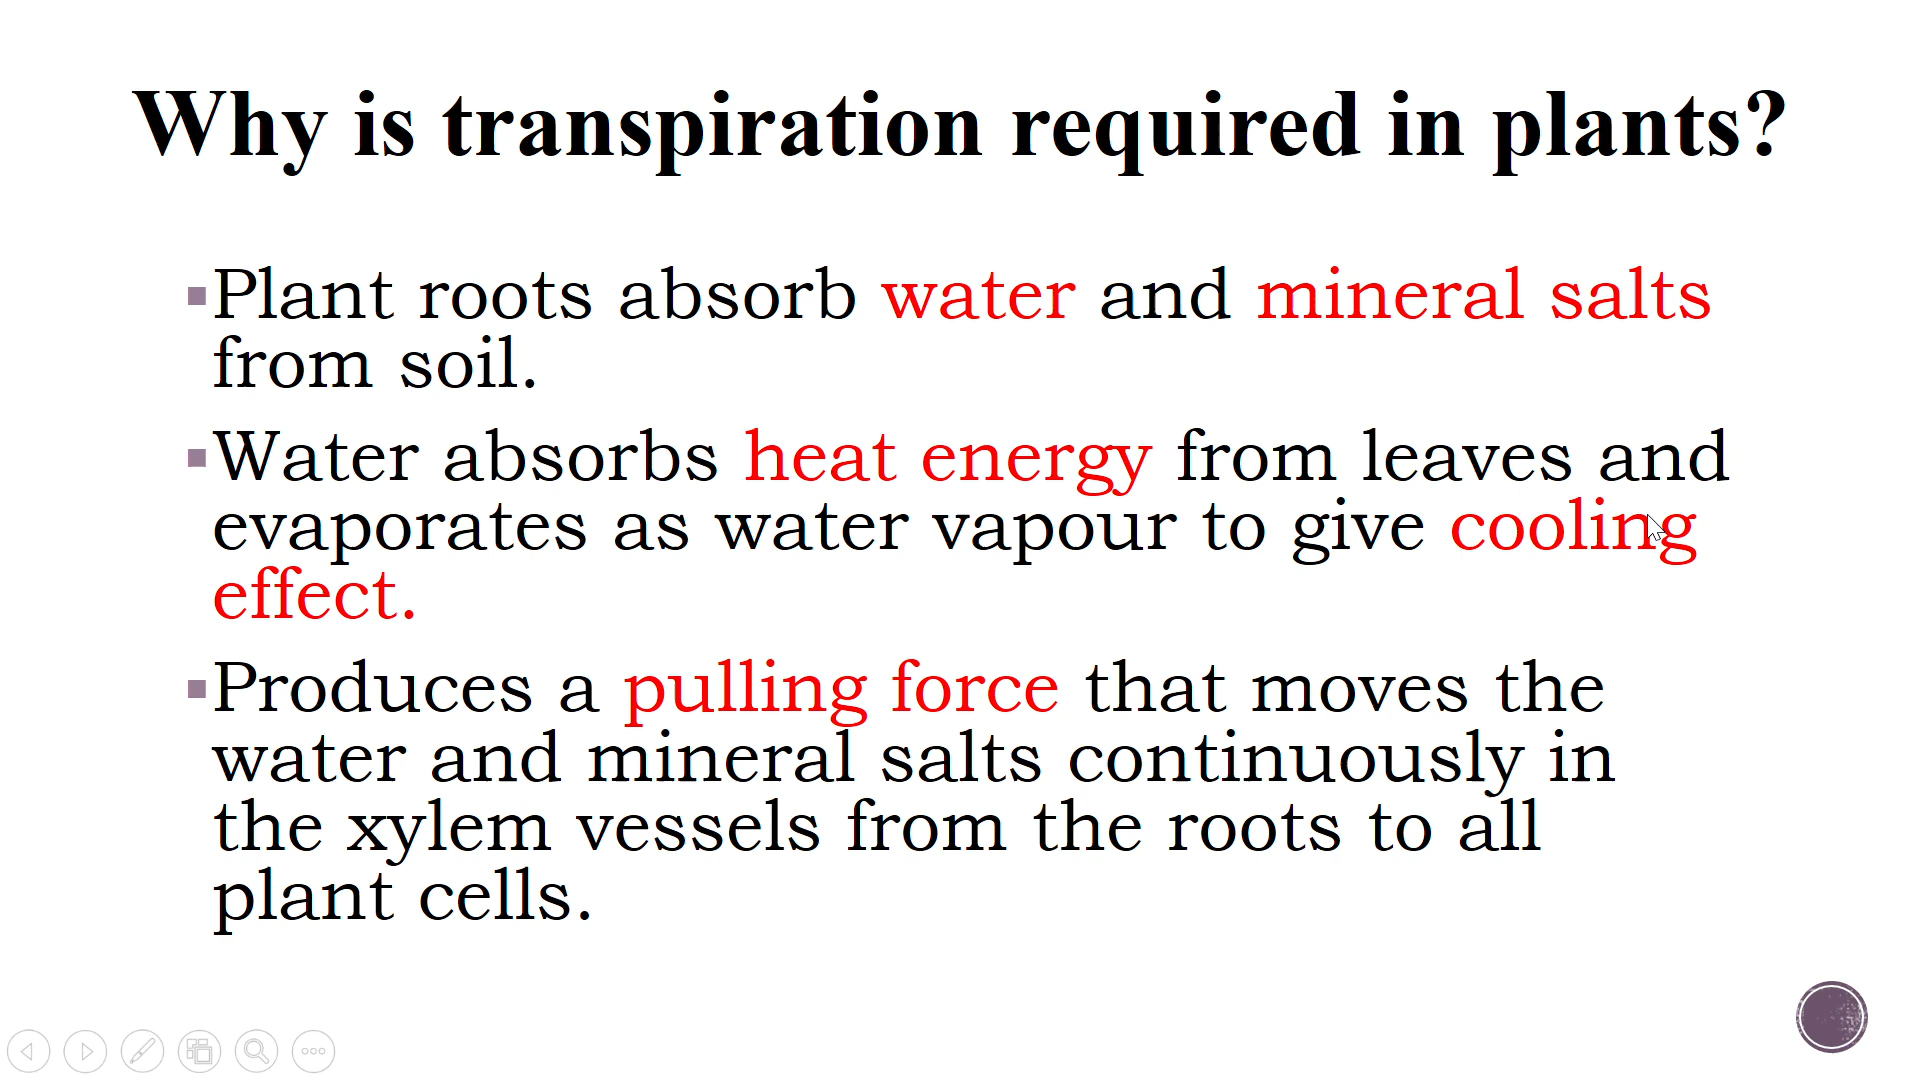 Why is transpiration required in plants?
▪Plant roots absorb water and mineral salts
from soil.
▪Water absorbs heat energy from leaves and
evaporates as water vapour to give cooling
effect.
▪Produces a pulling force that moves the
water and mineral salts continuously in
the xylem vessels from the roots to all
plant cells.